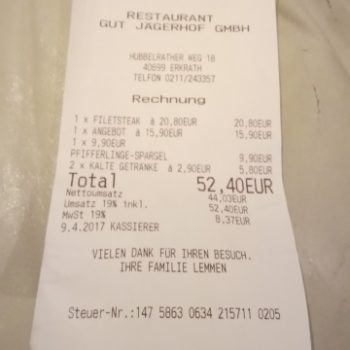 RESTAURANT
GUT JÄGERHOF GMBH
HUBBELRATHER WEG 18
40699 ERKRATH
TELFON 0211/243357
Rechnung
1 x FILETSTEAK à 20,80EUR 20,80EUR
1 x ANGEBOT à 15,90EUR 15,90EUR
1 x 9,90EUR
PFIFFERLINGE-SPARGEL 9,90EUR
2 x KALTE GETRÄNKE à 2,90EUR 5,80EUR
Total 52,40EUR
Nettoumsatz 44,03EUR
Umsatz 19% inkl. 52,40EUR
MwSt 19% 8,37EUR
9.4.2017 KASSIERER
VIELEN DANK FÜR IHREN BESUCH.
IHRE FAMILIE LEMMEN
Steuer-Nr.:147 5863 0634 215711 0205